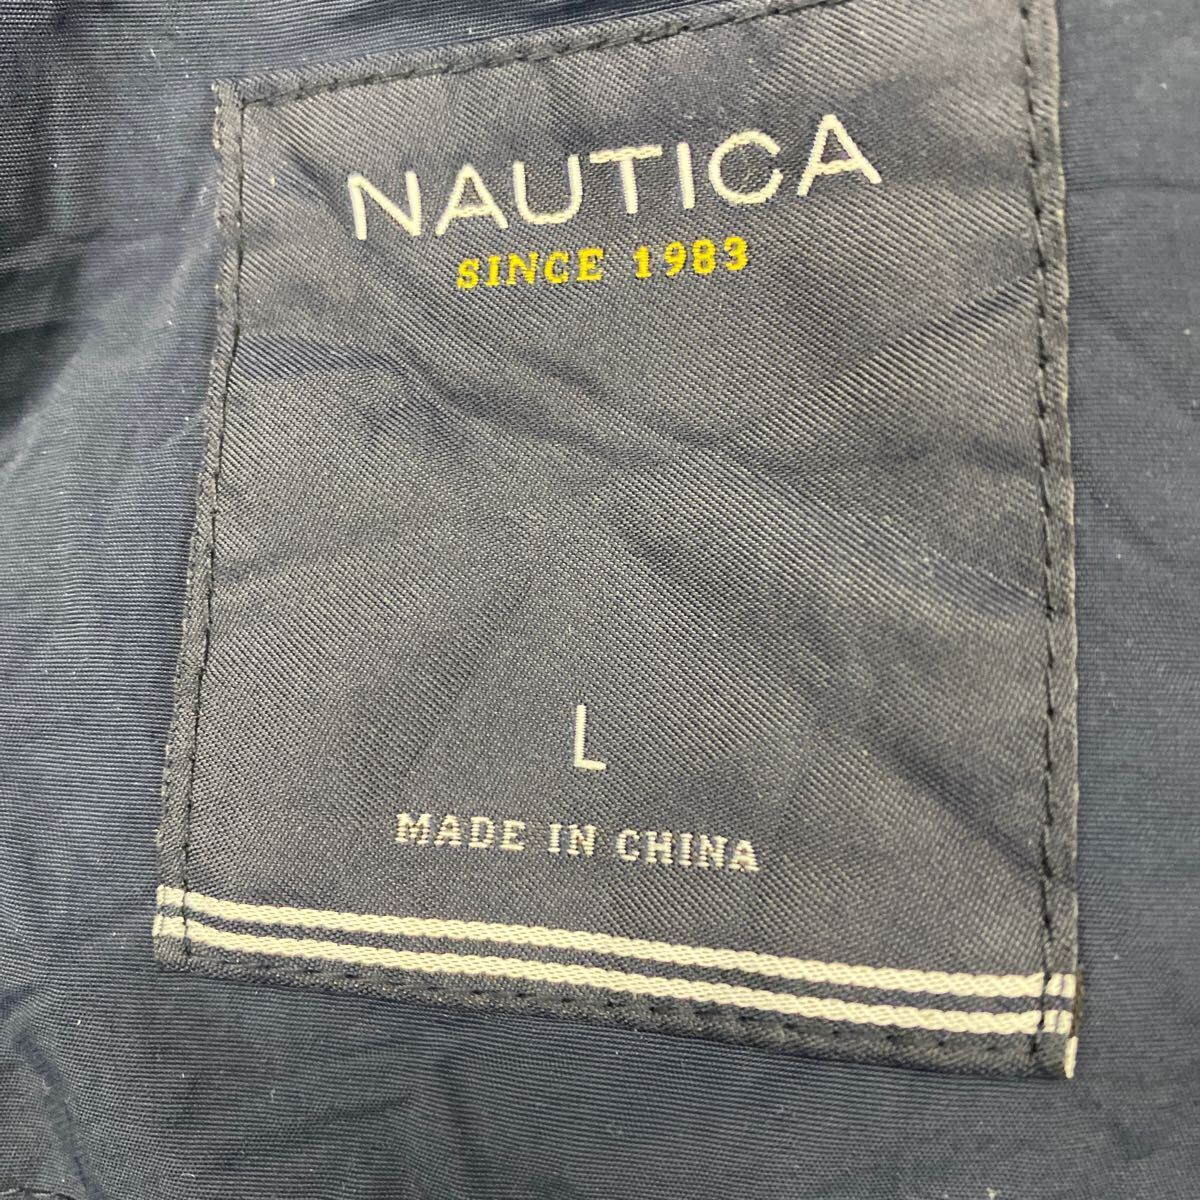 NAUTICA
SINCE 1983
L
MADE IN CHINA